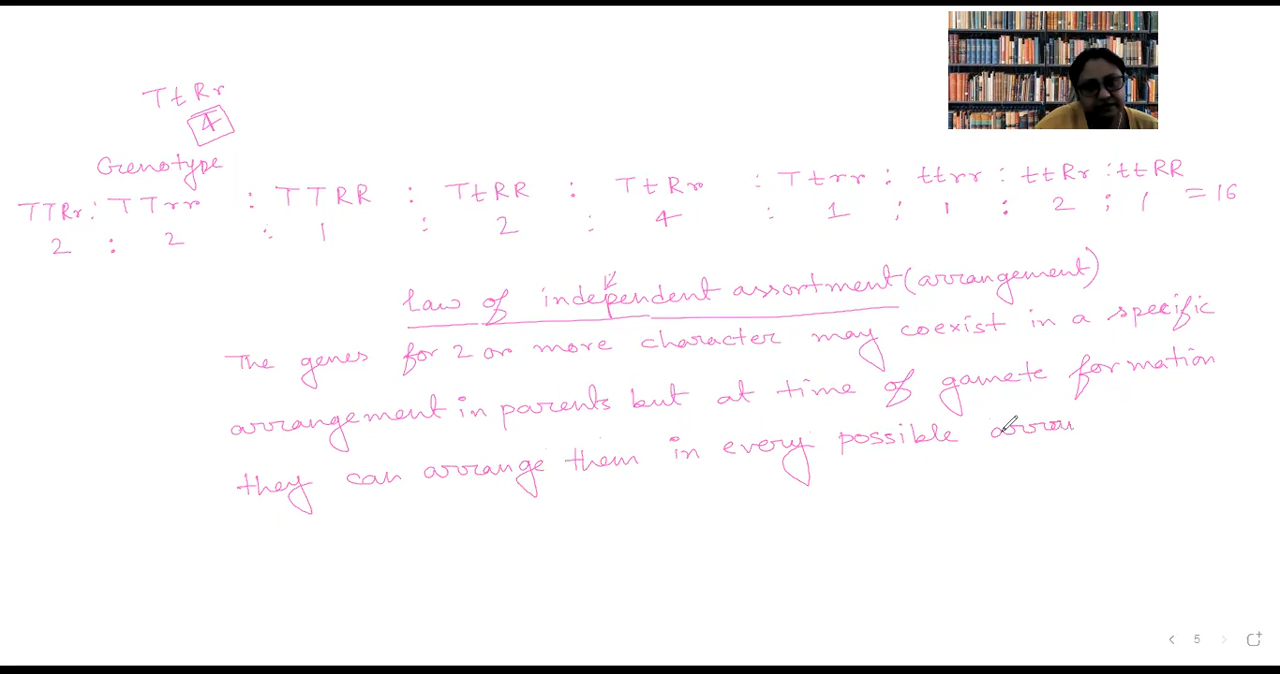 TtRr
4
Genotype
TTRr : TTrr : TTRR : TtRR : TtRr : Ttrr : ttrr : ttRr : ttRR
2 : 2 : 1 : 2 : 4 : 1 ; 1 : 2 ; 1 = 16
Law of independent assortment (arrangement)
The genes for 2 or more character may coexist in a specific
arrangement in parents but at time of gamete formation
they can arrange them in every possible arran
5